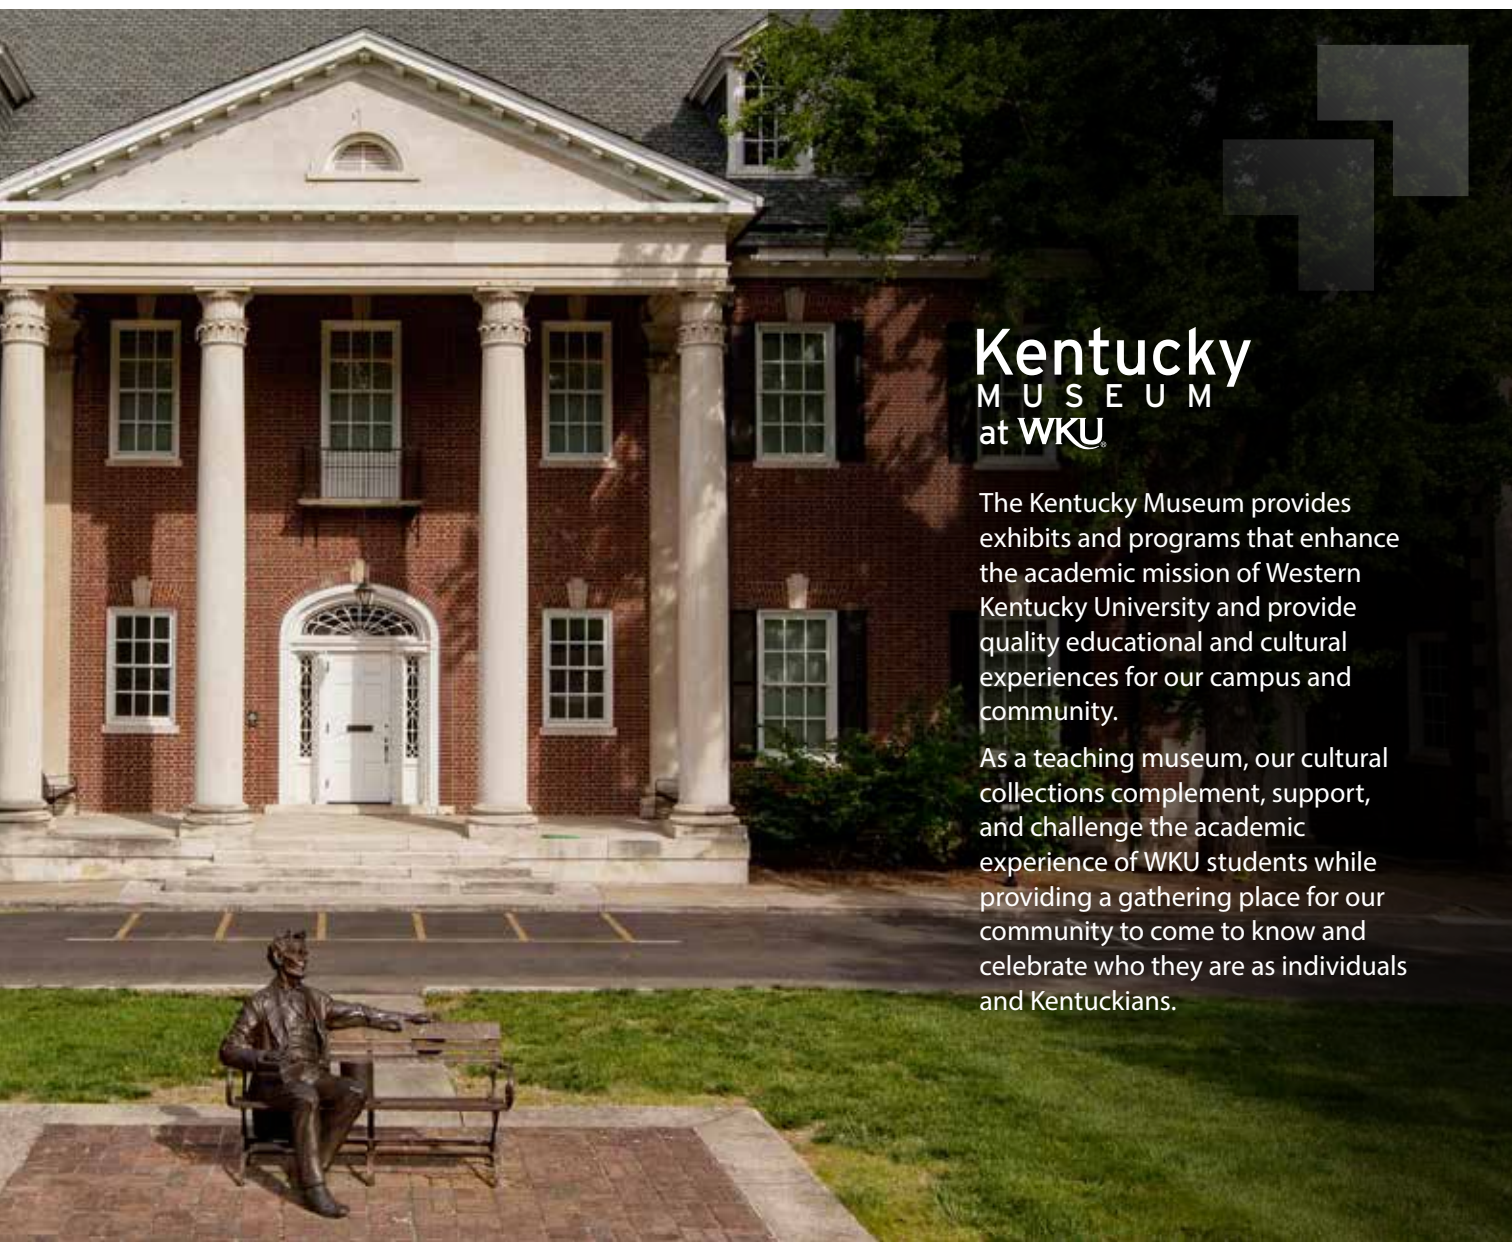 Kentucky
MUSEUM
at WKU®
The Kentucky Museum provides
exhibits and programs that enhance
the academic mission of Western
Kentucky University and provide
quality educational and cultural
experiences for our campus and
community.
As a teaching museum, our cultural
collections complement, support,
and challenge the academic
experience of WKU students while
providing a gathering place for our
community to come to know and
celebrate who they are as individuals
and Kentuckians.